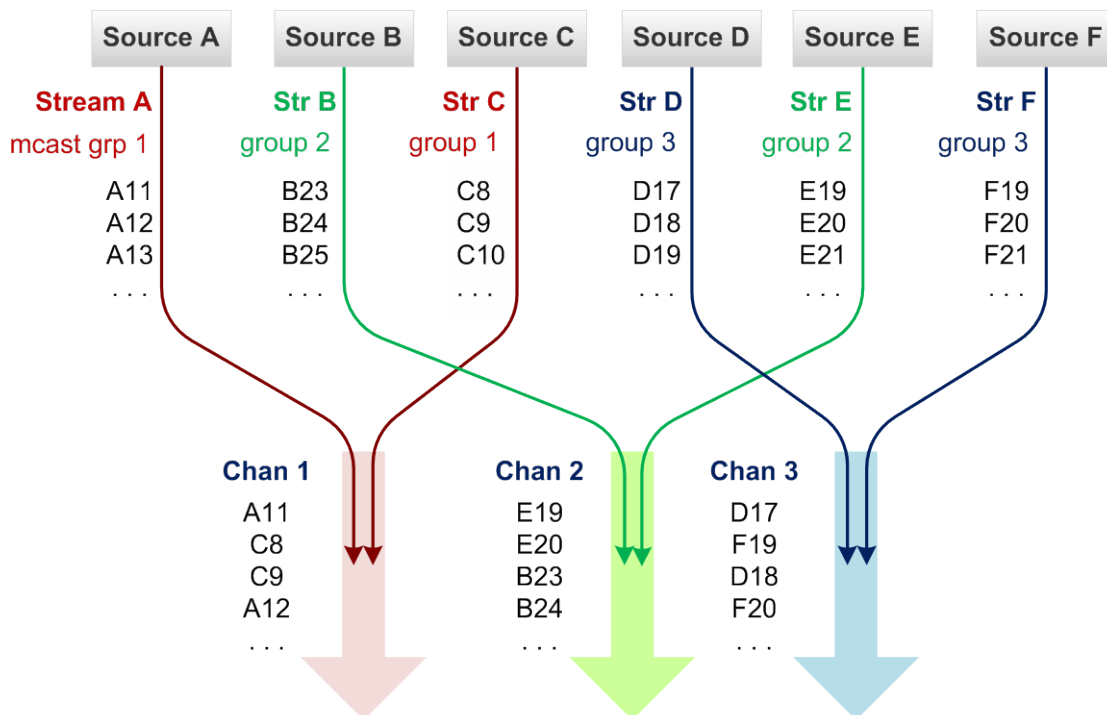 Source A
Source B
Source C
Source D
Source E
Source F
Stream A
Str B
Str C
Str D
Str E
Str F
mcast grp 1
group 2
group 1
group 3
group 2
group 3
A11
B23
C8
D17
E19
F19
A12
B24
C9
D18
E20
F20
A13
B25
C10
D19
E21
F21
. . .
. . .
. . .
. . .
. . .
. . .
Chan 1
Chan 2
Chan 3
A11
E19
D17
C8
E20
F19
C9
B23
D18
A12
B24
F20
. . .
. . .
. . .